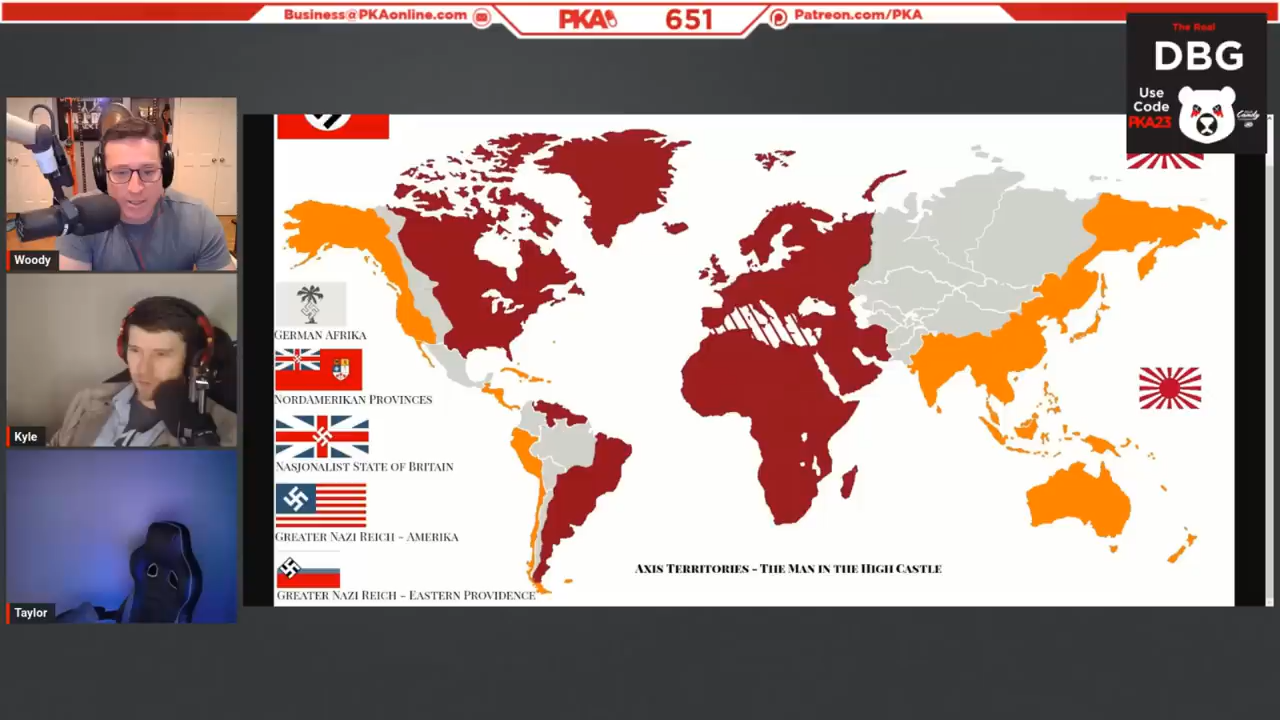 Business@PKAonline.com
PKA
651
Patreon.com/PKA
The Real
DBG
Use
Code
PKA23
Candy
Woody
Kyle
Taylor
German Afrika
Nordamerikan Provinces
Nasjonalist State of Britain
Greater Nazi Reich - Amerika
Greater Nazi Reich - Eastern Providence
Axis Territories - The Man in the High Castle